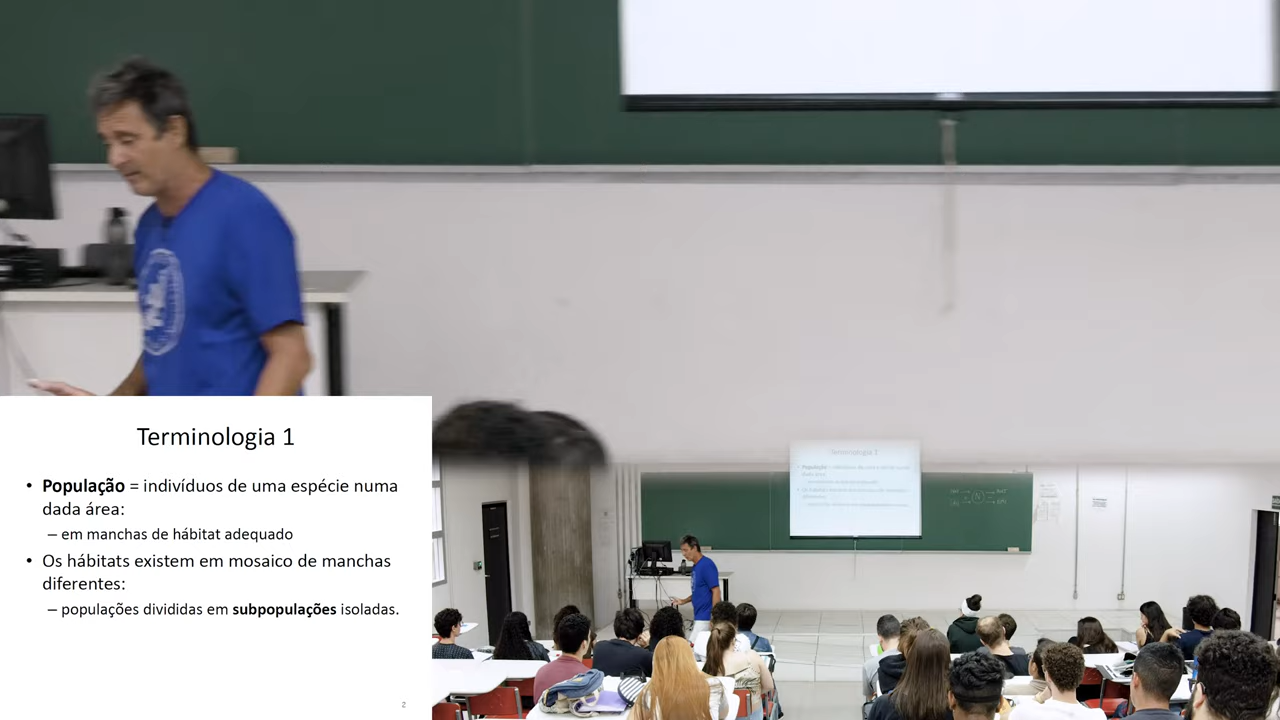 Terminologia 1
• População = indivíduos de uma espécie numa
dada área:
– em manchas de hábitat adequado
• Os hábitats existem em mosaico de manchas
diferentes:
– populações divididas em subpopulações isoladas.
2